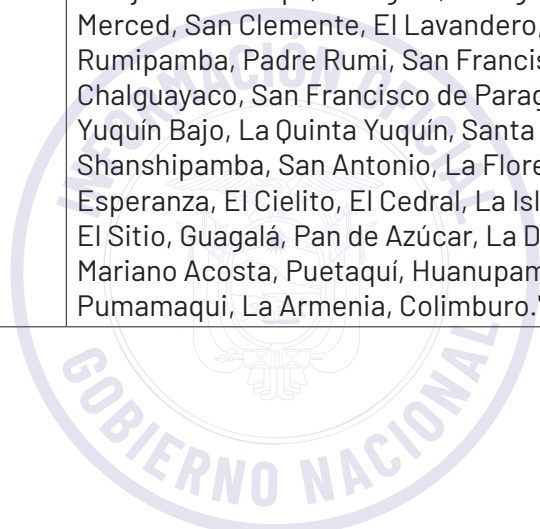 Merced, San Clemente, El Lavandero,
Rumipamba, Padre Rumi, San Francis
Chalguayaco, San Francisco de Parag
Yuquín Bajo, La Quinta Yuquín, Santa
Shanshipamba, San Antonio, La Flore
Esperanza, El Cielito, El Cedral, La Isl
El Sitio, Guagalá, Pan de Azúcar, La D
Mariano Acosta, Puetaquí, Huanupam
Pumamaqui, La Armenia, Colimburo."
INFORMACIÓN OFICIAL
GOBIERNO NACIONAL